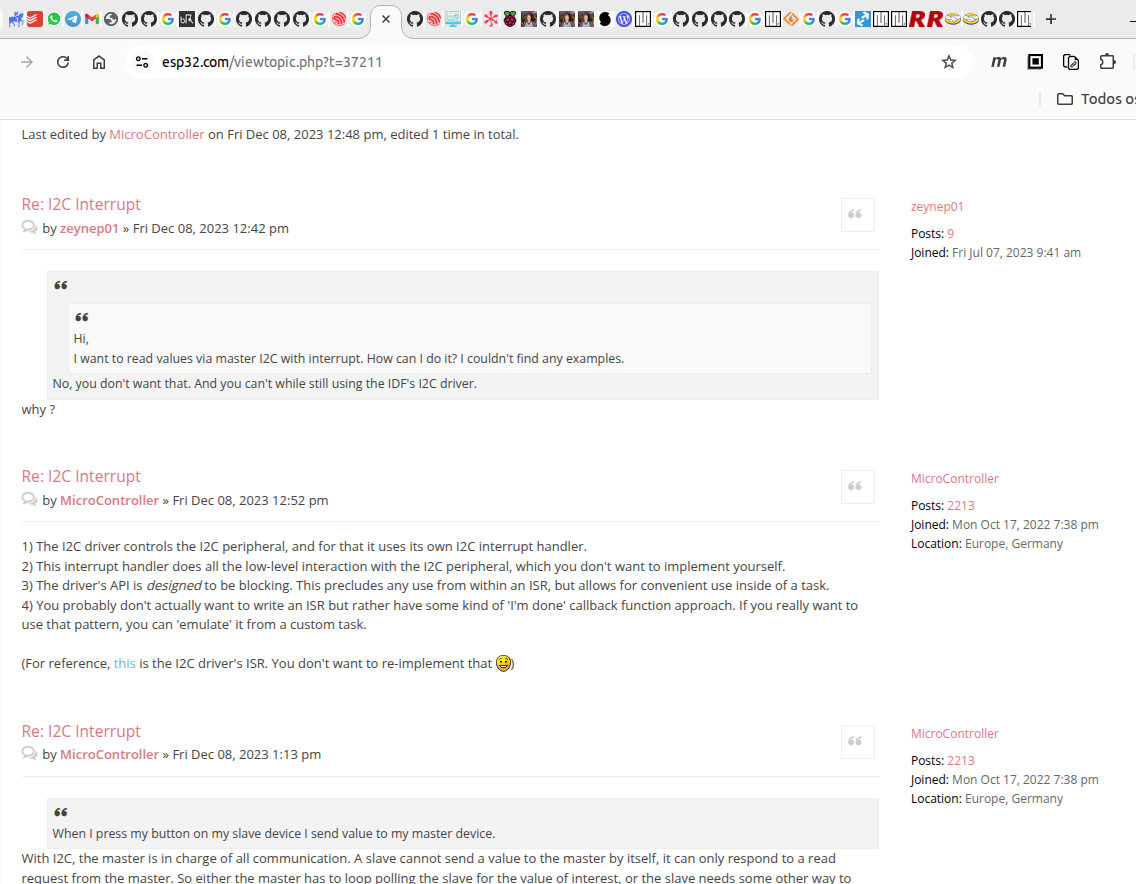 esp32.com/viewtopic.php?t=37211
m
Todos os
Last edited by MicroController on Fri Dec 08, 2023 12:48 pm, edited 1 time in total.
Re: I2C Interrupt
by zeynep01 » Fri Dec 08, 2023 12:42 pm
zeynep01
Posts: 9
Joined: Fri Jul 07, 2023 9:41 am
Hi,
I want to read values via master I2C with interrupt. How can I do it? I couldn't find any examples.
No, you don't want that. And you can't while still using the IDF's I2C driver.
why ?
Re: I2C Interrupt
by MicroController » Fri Dec 08, 2023 12:52 pm
MicroController
Posts: 2213
Joined: Mon Oct 17, 2022 7:38 pm
Location: Europe, Germany
1) The I2C driver controls the I2C peripheral, and for that it uses its own I2C interrupt handler.
2) This interrupt handler does all the low-level interaction with the I2C peripheral, which you don't want to implement yourself.
3) The driver's API is designed to be blocking. This precludes any use from within an ISR, but allows for convenient use inside of a task.
4) You probably don't actually want to write an ISR but rather have some kind of 'I'm done' callback function approach. If you really want to
use that pattern, you can 'emulate' it from a custom task.
(For reference, this is the I2C driver's ISR. You don't want to re-implement that 😀)
Re: I2C Interrupt
by MicroController » Fri Dec 08, 2023 1:13 pm
MicroController
Posts: 2213
Joined: Mon Oct 17, 2022 7:38 pm
Location: Europe, Germany
When I press my button on my slave device I send value to my master device.
With I2C, the master is in charge of all communication. A slave cannot send a value to the master by itself, it can only respond to a read
request from the master. So either the master has to loop polling the slave for the value of interest, or the slave needs some other way to